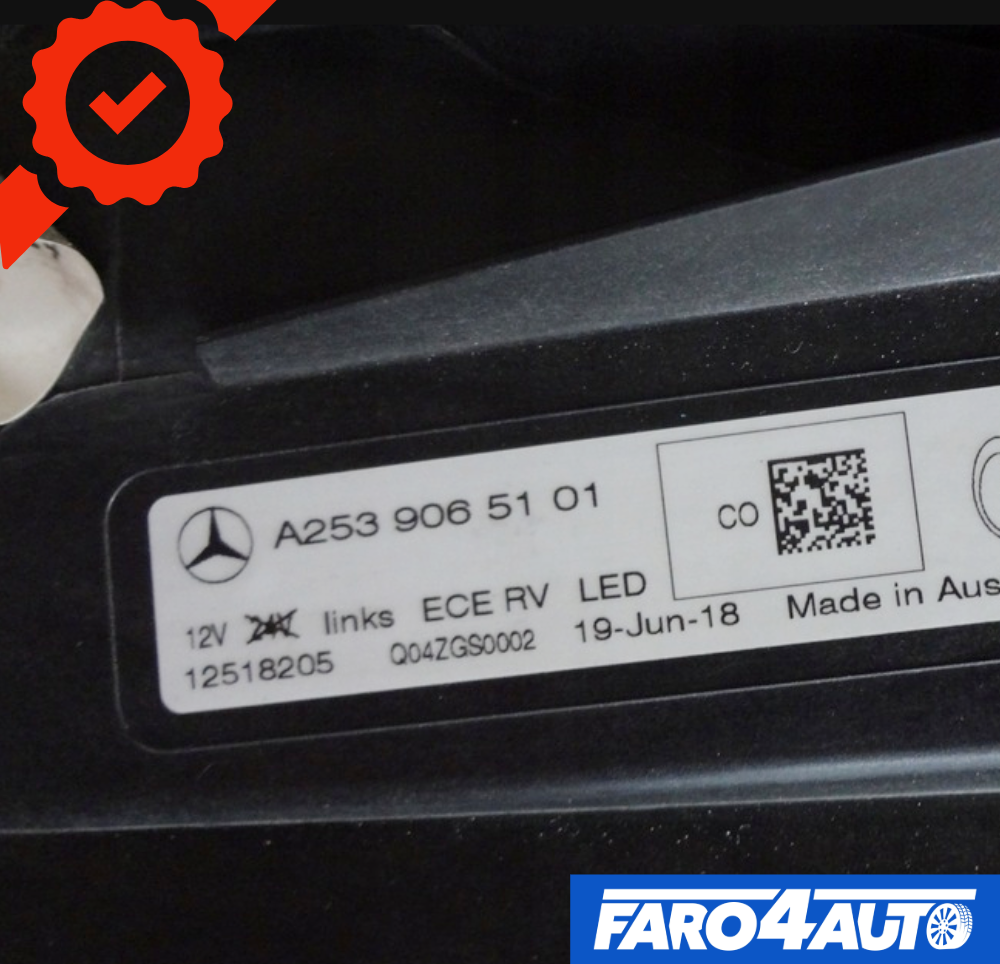 A253 906 51 01
CO
12V 24V links ECE RV LED
12518205 Q04ZGS0002 19-Jun-18 Made in Aus
FARO4AUTO